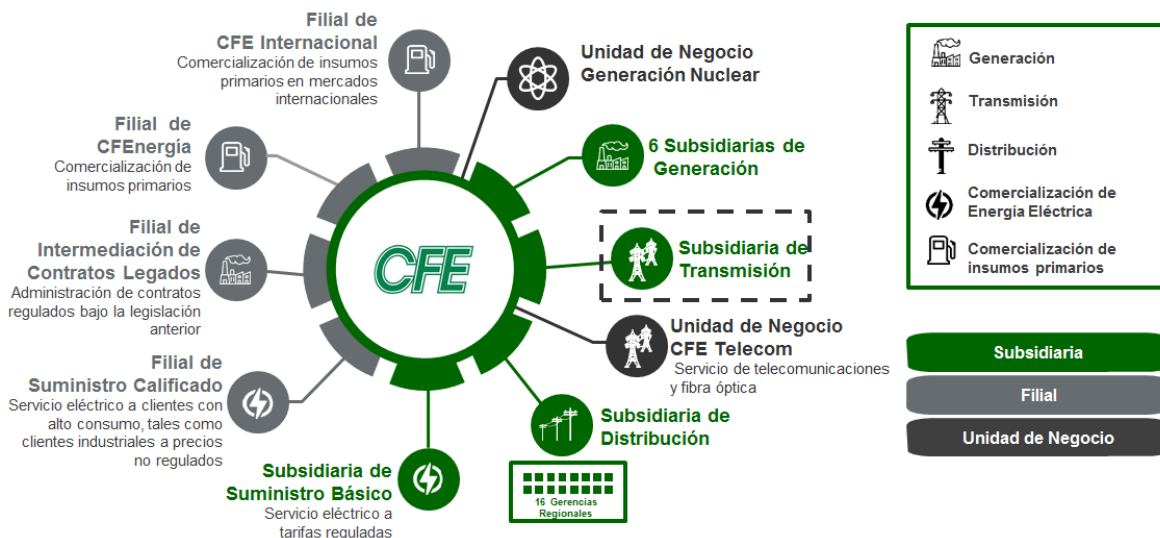 Filial de
CFE Internacional
Comercialización de insumos
primarios en mercados
internacionales
Unidad de Negocio
Generación Nuclear
Filial de
CFEnergía
Comercialización de
insumos primarios
6 Subsidiarias de
Generación
Filial de
Intermediación de
Contratos Legados
Administración de contratos
regulados bajo la legislación
anterior
CFE
Subsidiaria de
Transmisión
Filial de
Suministro Calificado
Servicio eléctrico a clientes con
alto consumo, tales como
clientes industriales a precios
no regulados
Unidad de Negocio
CFE Telecom
Servicio de telecomunicaciones
y fibra óptica
Subsidiaria de
Distribución
16 Gerencias
Regionales
Subsidiaria de
Suministro Básico
Servicio eléctrico a
tarifas reguladas
Generación
Transmisión
Distribución
Comercialización de
Energía Eléctrica
Comercialización de
insumos primarios
Subsidiaria
Filial
Unidad de Negocio